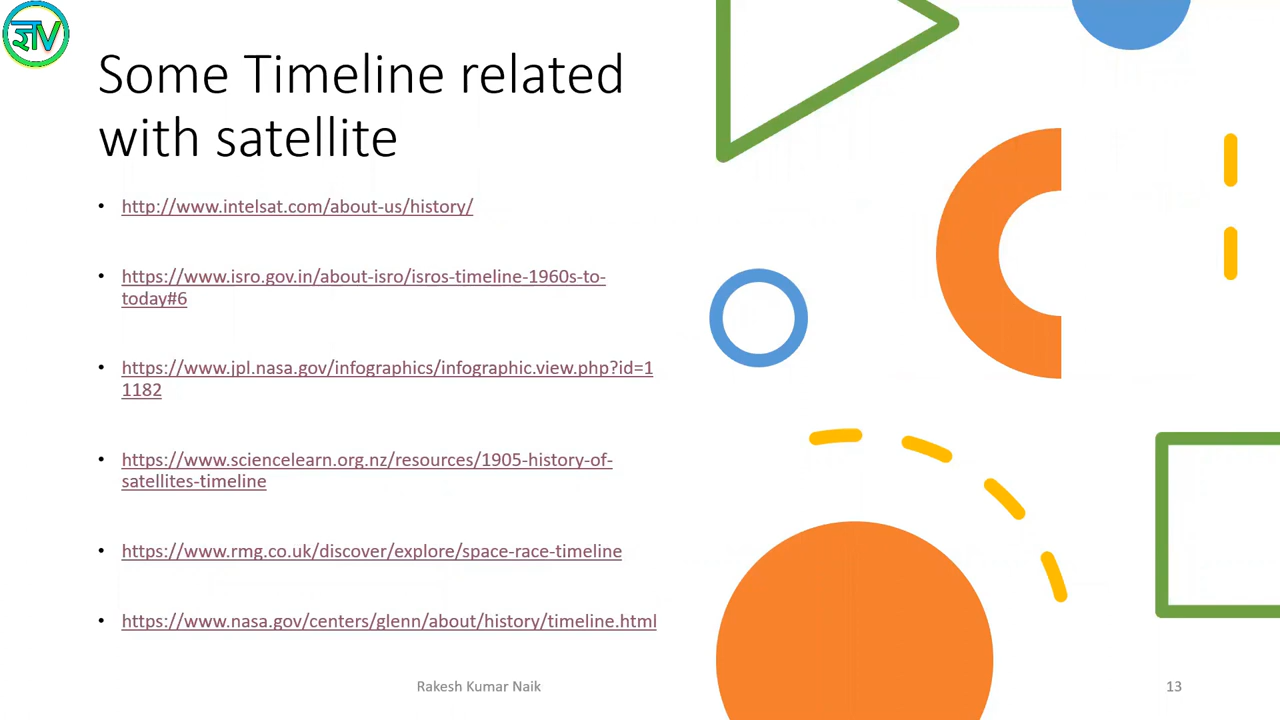 ज्ञV
Some Timeline related
with satellite
• http://www.intelsat.com/about-us/history/
• https://www.isro.gov.in/about-isro/isros-timeline-1960s-to-
today#6
• https://www.jpl.nasa.gov/infographics/infographic.view.php?id=1
1182
• https://www.sciencelearn.org.nz/resources/1905-history-of-
satellites-timeline
• https://www.rmg.co.uk/discover/explore/space-race-timeline
• https://www.nasa.gov/centers/glenn/about/history/timeline.html
Rakesh Kumar Naik
13